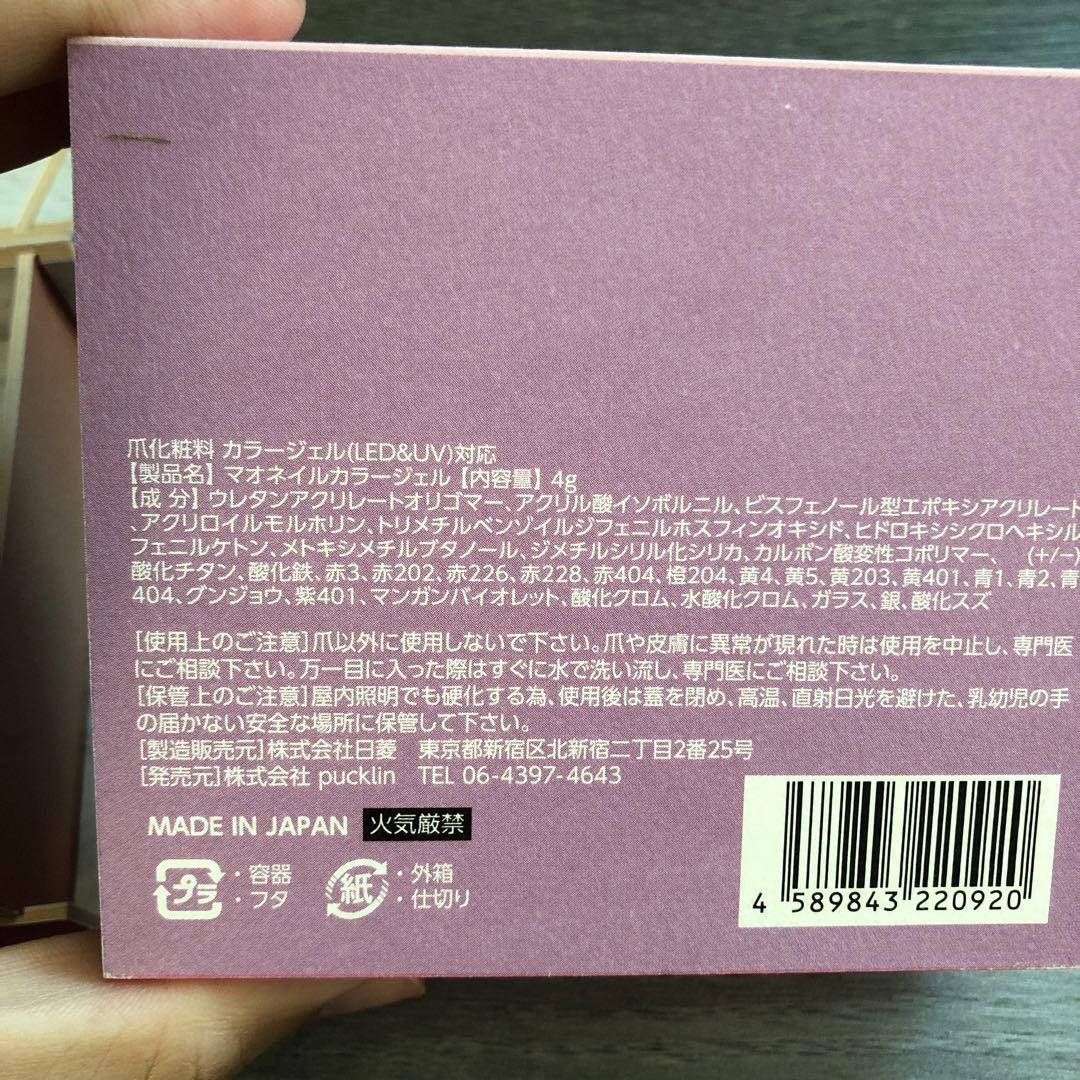 爪化粧料 カラージェル(LED&UV)対応
【製品名】マオネイルカラージェル【内容量】4g
【成 分】ウレタンアクリレートオリゴマー、アクリル酸イソボルニル、ビスフェノール型エポキシアクリレート
、アクリロイルモルホリン、トリメチルベンゾイルジフェニルホスフィンオキシド、ヒドロキシシクロヘキシル
フェニルケトン、メトキシメチルブタノール、ジメチルシリル化シリカ、カルボン酸変性コポリマー、 (+/−)
酸化チタン、酸化鉄、赤3、赤202、赤226、赤228、赤404、橙204、黄4、黄5、黄203、黄401、青1、青2、青
404、グンジョウ、紫401、マンガンバイオレット、酸化クロム、水酸化クロム、ガラス、銀、酸化スズ
[使用上のご注意]爪以外に使用しないで下さい。爪や皮膚に異常が現れた時は使用を中止し、専門医
にご相談下さい。万一目に入った際はすぐに水で洗い流し、専門医にご相談下さい。
[保管上のご注意]屋内照明でも硬化する為、使用後は蓋を閉め、高温、直射日光を避けた、乳幼児の手
の届かない安全な場所に保管して下さい。
[製造販売元]株式会社日菱 東京都新宿区北新宿二丁目2番25号
[発売元]株式会社 pucklin TEL 06-4397-4643
MADE IN JAPAN 火気厳禁
プラ ・容器 ・フタ
紙 ・外箱 ・仕切り
4 589843 220920